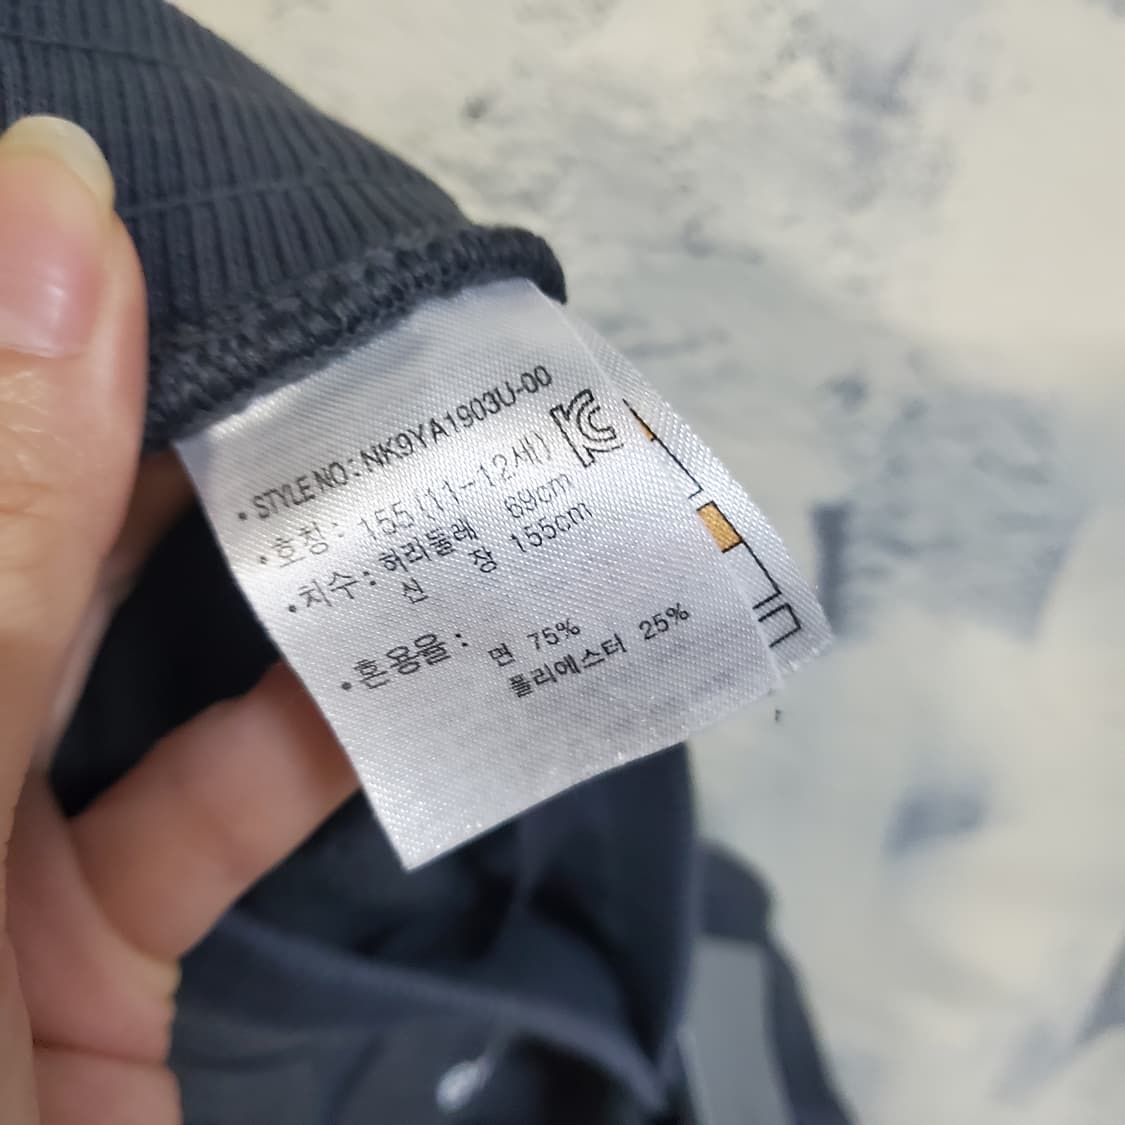 • STYLE NO : NK9YA1903U-00
• 호칭 : 155 (11-12세)
• 치수 : 허리둘레 69cm
신 장 155cm
• 혼용율 : 면 75%
폴리에스터 25%